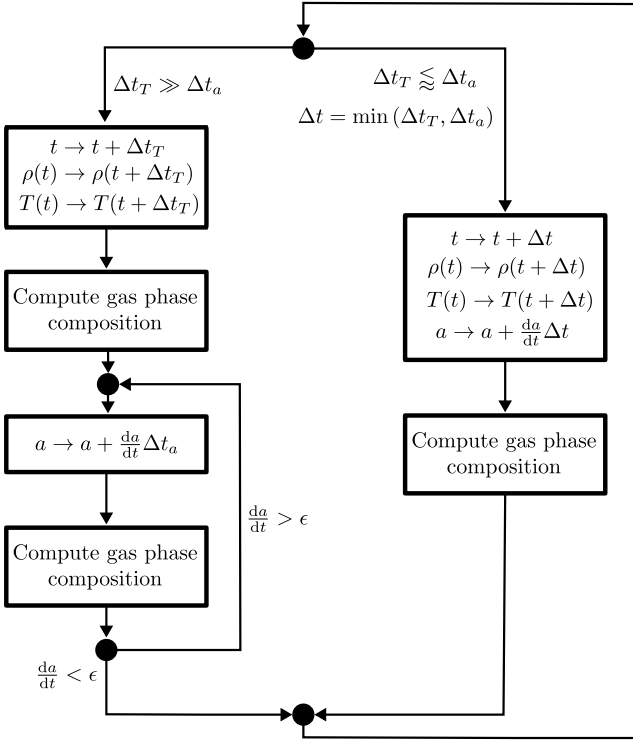 Δt_T ≫ Δt_a
Δt_T ⪅ Δt_a
Δt = min (Δt_T, Δt_a)
t → t + Δt_T
ρ(t) → ρ(t + Δt_T)
T(t) → T(t + Δt_T)
Compute gas phase
composition
a → a + da/dt Δt_a
Compute gas phase
composition
da/dt > ϵ
da/dt < ϵ
t → t + Δt
ρ(t) → ρ(t + Δt)
T(t) → T(t + Δt)
a → a + da/dt Δt
Compute gas phase
composition